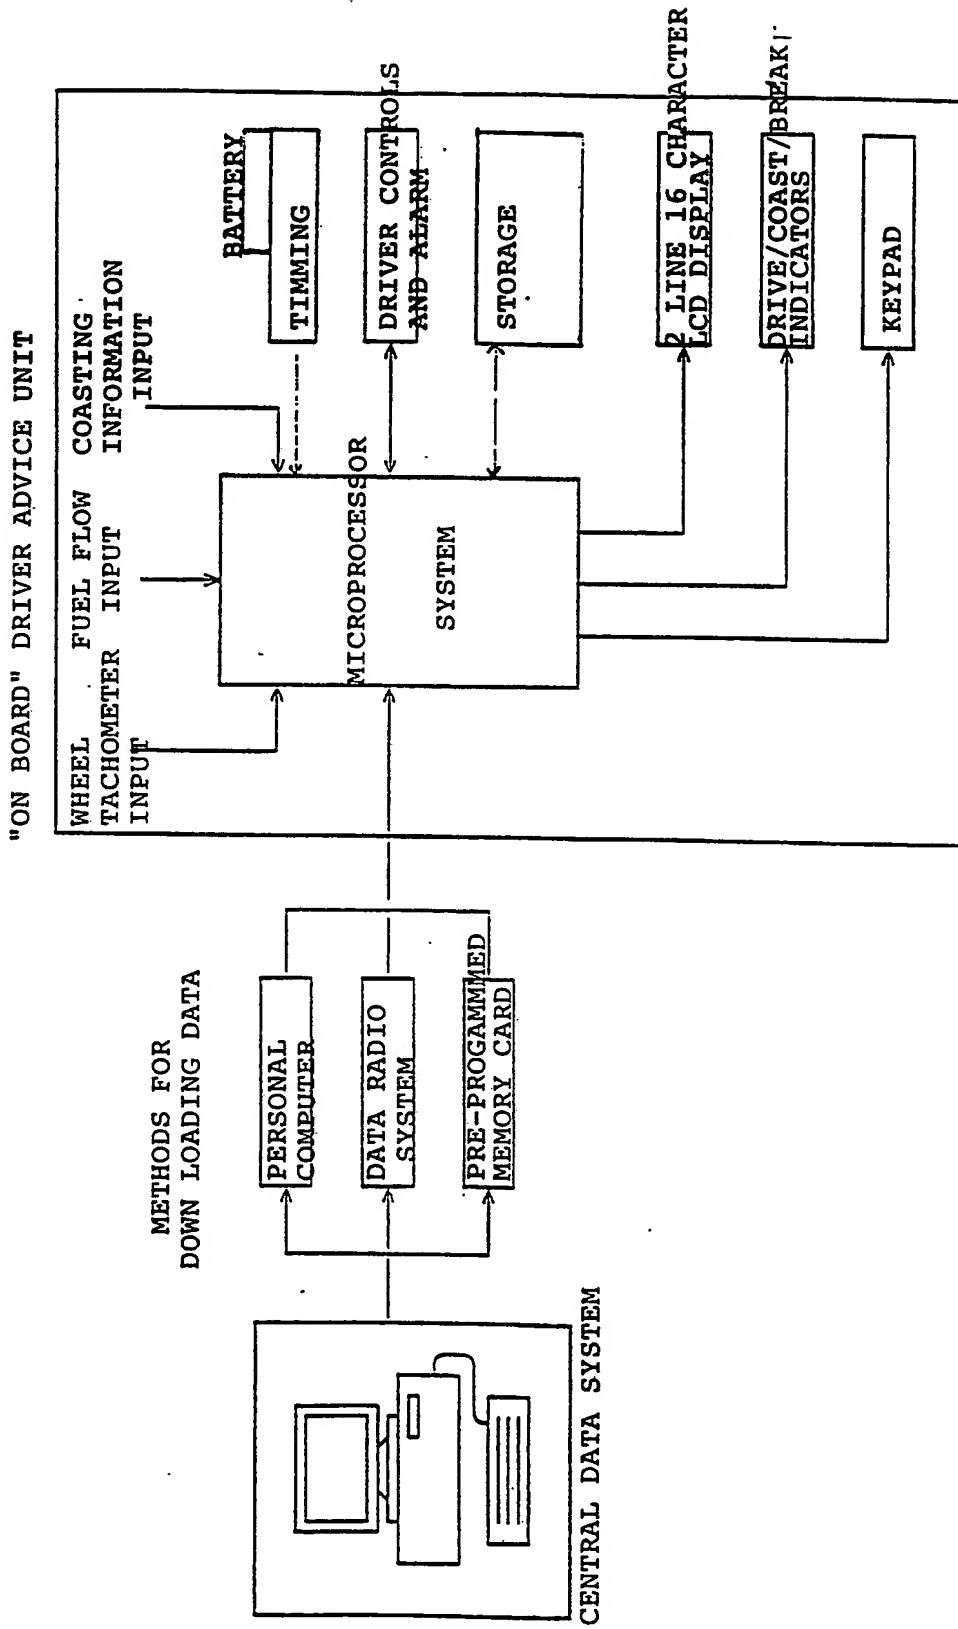 "ON BOARD" DRIVER ADVICE UNIT
WHEEL
TACHOMETER
INPUT
FUEL FLOW
INPUT
COASTING
INFORMATION
INPUT
BATTERY
TIMMING
DRIVER CONTROLS
AND ALARM
STORAGE
2 LINE 16 CHARACTER
LCD DISPLAY
DRIVE/COAST/BREAK
INDICATORS
KEYPAD
MICROPROCESSOR
SYSTEM
METHODS FOR
DOWN LOADING DATA
PERSONAL
COMPUTER
DATA RADIO
SYSTEM
PRE-PROGAMMMED
MEMORY CARD
CENTRAL DATA SYSTEM